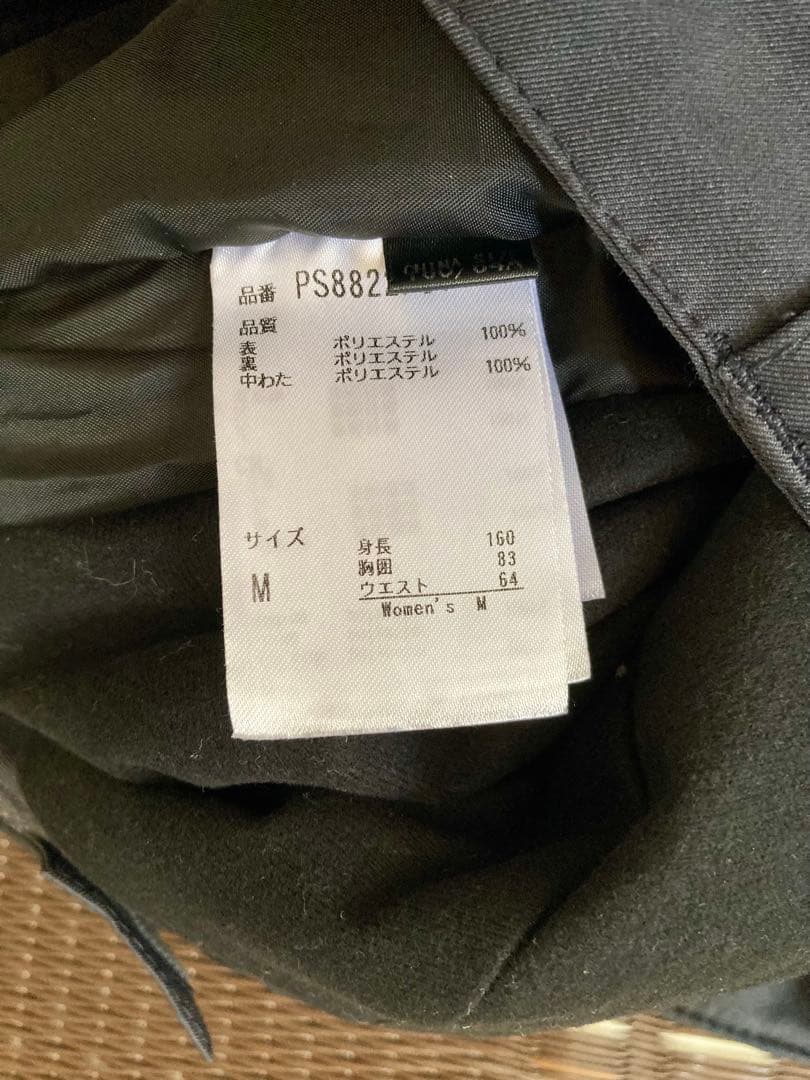 品番 PS882
品質
表 ポリエステル 100%
裏 ポリエステル
中わた ポリエステル 100%
サイズ
M
身長 160
胸囲 83
ウエスト 64
Women's M